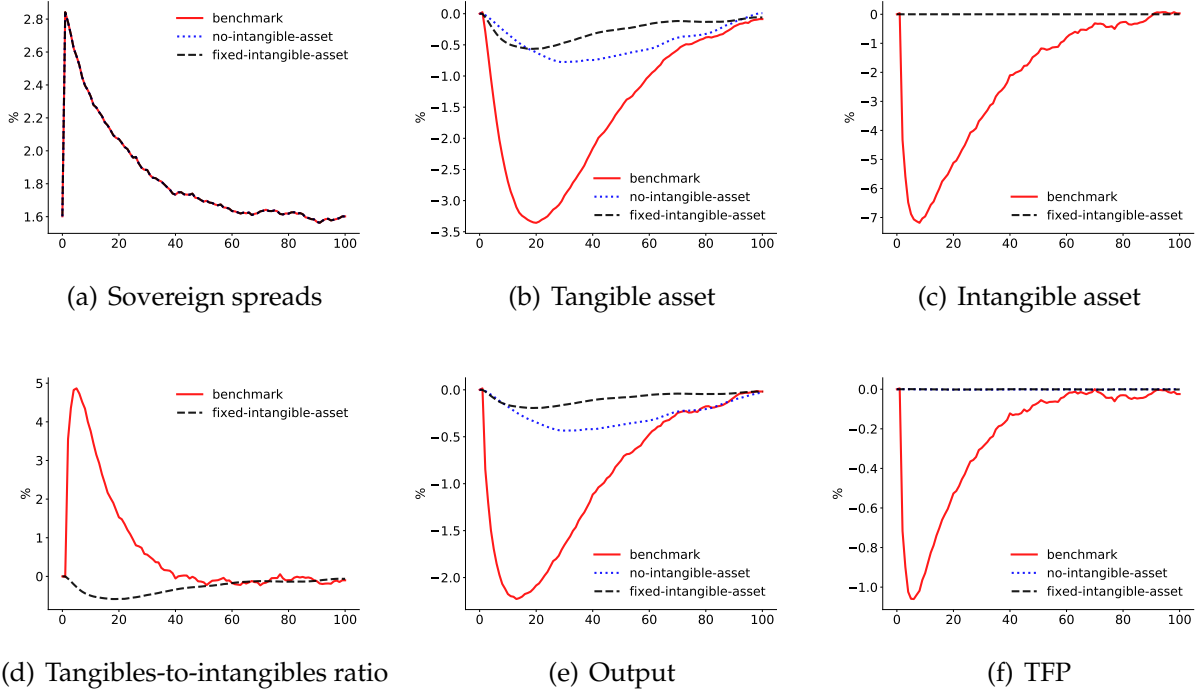 benchmark
no-intangible-asset
fixed-intangible-asset
%
2.8
2.6
2.4
2.2
2.0
1.8
1.6
0 20 40 60 80 100
(a) Sovereign spreads
%
0.0
−0.5
−1.0
−1.5
−2.0
−2.5
−3.0
−3.5
benchmark
no-intangible-asset
fixed-intangible-asset
0 20 40 60 80 100
(b) Tangible asset
%
0
−1
−2
−3
−4
−5
−6
−7
benchmark
fixed-intangible-asset
0 20 40 60 80 100
(c) Intangible asset
benchmark
fixed-intangible-asset
%
5
4
3
2
1
0
0 20 40 60 80 100
(d) Tangibles-to-intangibles ratio
%
0.0
−0.5
−1.0
−1.5
−2.0
benchmark
no-intangible-asset
fixed-intangible-asset
0 20 40 60 80 100
(e) Output
%
0.0
−0.2
−0.4
−0.6
−0.8
−1.0
benchmark
no-intangible-asset
fixed-intangible-asset
0 20 40 60 80 100
(f) TFP